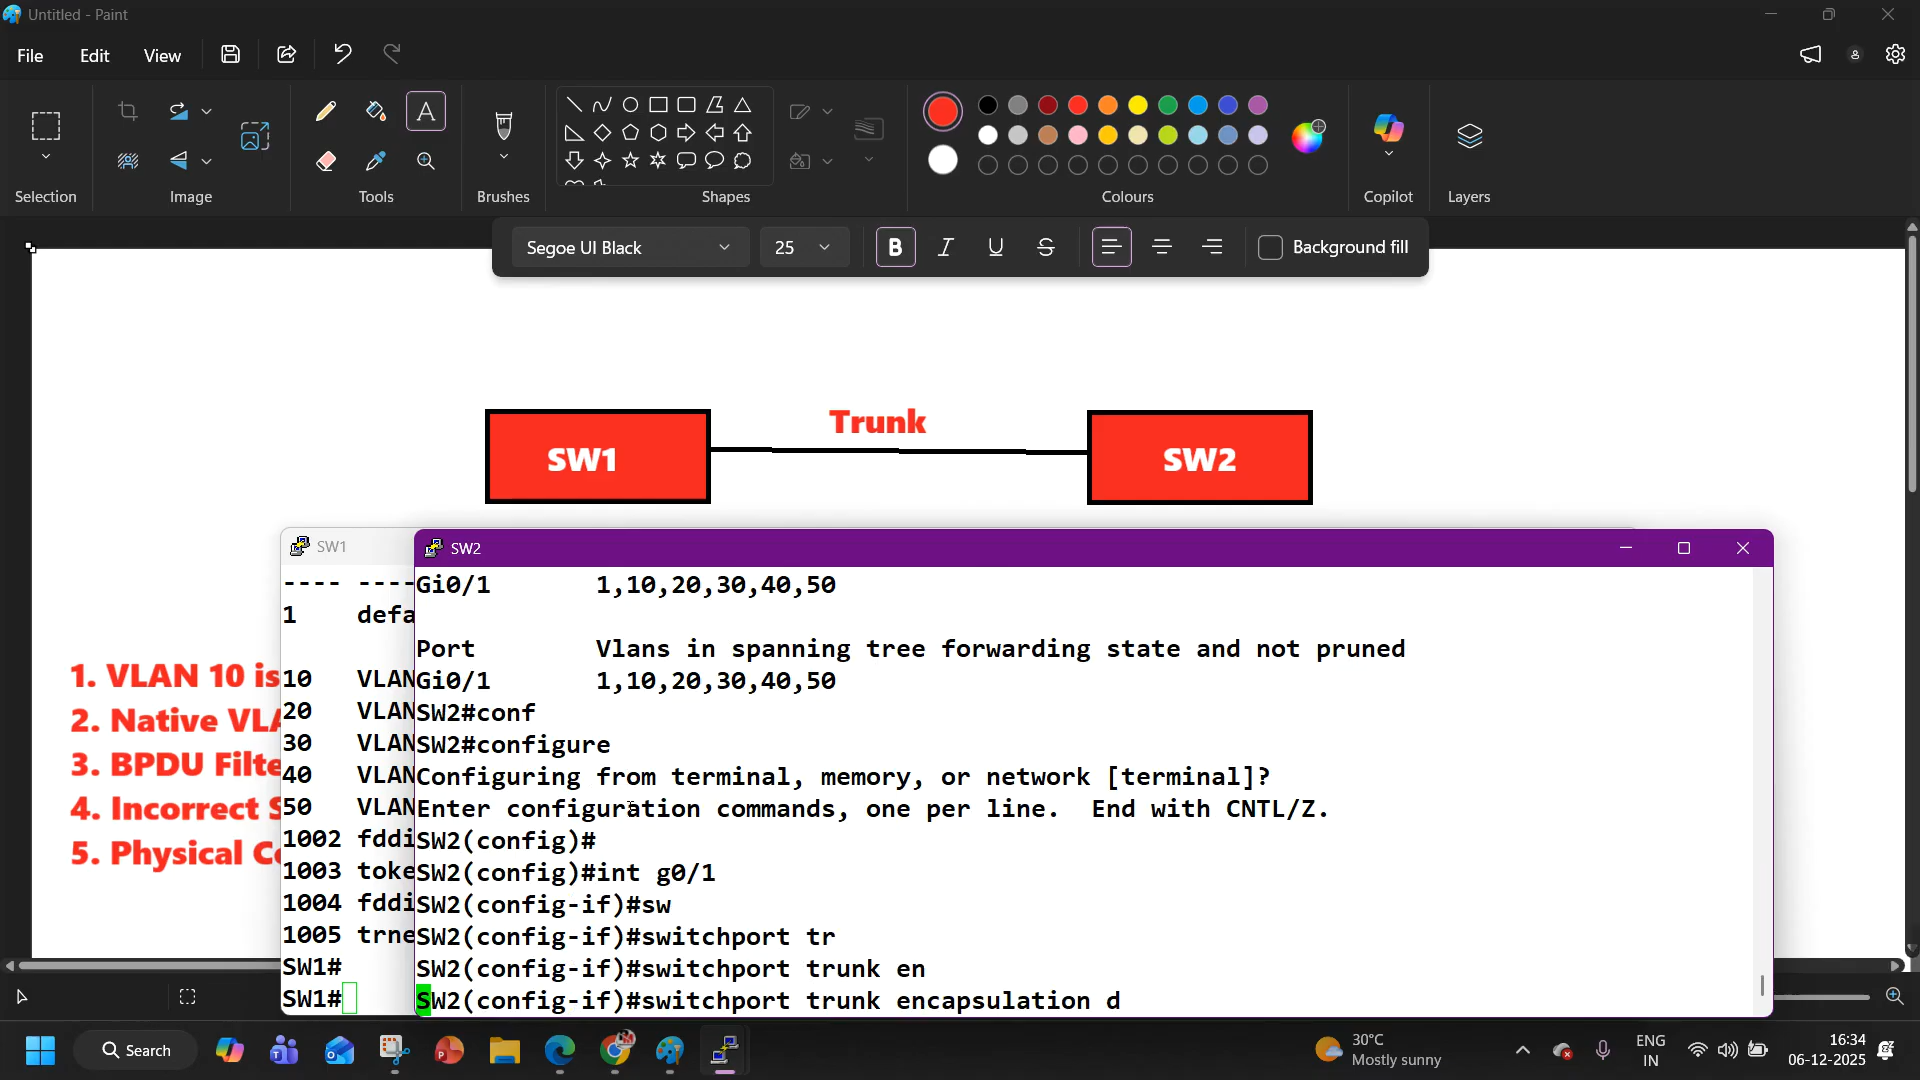 Untitled - Paint
File Edit View
Selection
Image
Tools
Brushes
Shapes
Colours
Copilot
Layers
Segoe UI Black
25
B
I
U
S
Background fill
Trunk
SW1
SW2
1. VLAN 10 is
2. Native VLA
3. BPDU Filte
4. Incorrect S
5. Physical Co
SW1
---- ----
1 defa
10 VLAN
20 VLAN
30 VLAN
40 VLAN
50 VLAN
1002 fddi
1003 toke
1004 fddi
1005 trne
SW1#
SW1#
SW2
Gi0/1 1,10,20,30,40,50
Port Vlans in spanning tree forwarding state and not pruned
Gi0/1 1,10,20,30,40,50
SW2#conf
SW2#configure
Configuring from terminal, memory, or network [terminal]?
Enter configuration commands, one per line. End with CNTL/Z.
SW2(config)#
SW2(config)#int g0/1
SW2(config-if)#sw
SW2(config-if)#switchport tr
SW2(config-if)#switchport trunk en
SW2(config-if)#switchport trunk encapsulation d
Search
30°C
Mostly sunny
ENG
IN
16:34
06-12-2025